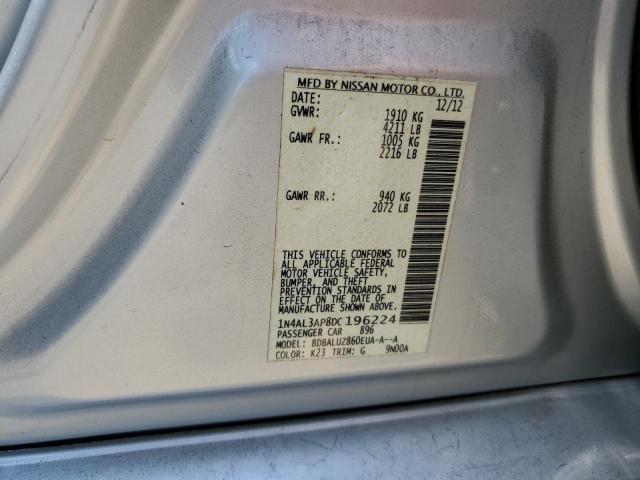 MFD BY NISSAN MOTOR CO., LTD.
DATE: 12/12
GVWR: 1910 KG
4211 LB
GAWR FR.: 1005 KG
2216 LB
GAWR RR.: 940 KG
2072 LB
THIS VEHICLE CONFORMS TO
ALL APPLICABLE FEDERAL
MOTOR VEHICLE SAFETY,
BUMPER, AND THEFT
PREVENTION STANDARDS IN
EFFECT ON THE DATE OF
MANUFACTURE SHOWN ABOVE.
1N4AL3AP8DC196224
PASSENGER CAR 896
MODEL: BDBALUZ860EUA-A--A
COLOR: K23 TRIM: G 9N00A